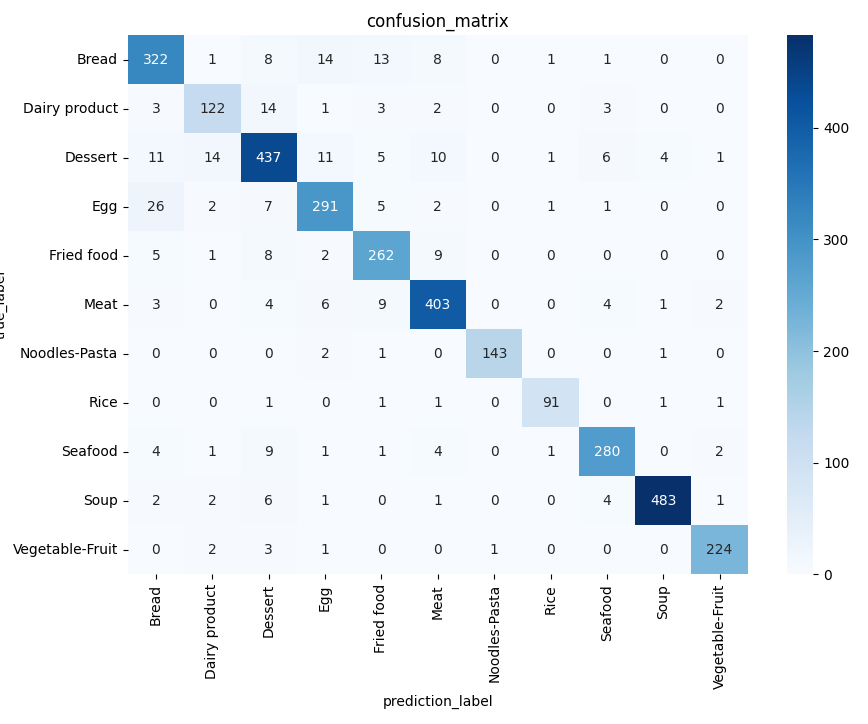 confusion_matrix
Bread 322 1 8 14 13 8 0 1 1 0 0
Dairy product 3 122 14 1 3 2 0 0 3 0 0
Dessert 11 14 437 11 5 10 0 1 6 4 1
Egg 26 2 7 291 5 2 0 1 1 0 0
Fried food 5 1 8 2 262 9 0 0 0 0 0
Meat 3 0 4 6 9 403 0 0 4 1 2
Noodles-Pasta 0 0 0 2 1 0 143 0 0 1 0
Rice 0 0 1 0 1 1 0 91 0 1 1
Seafood 4 1 9 1 1 4 0 1 280 0 2
Soup 2 2 6 1 0 1 0 0 4 483 1
Vegetable-Fruit 0 2 3 1 0 0 1 0 0 0 224
true_label
Bread
Dairy product
Dessert
Egg
Fried food
Meat
Noodles-Pasta
Rice
Seafood
Soup
Vegetable-Fruit
prediction_label
400
300
200
100
0